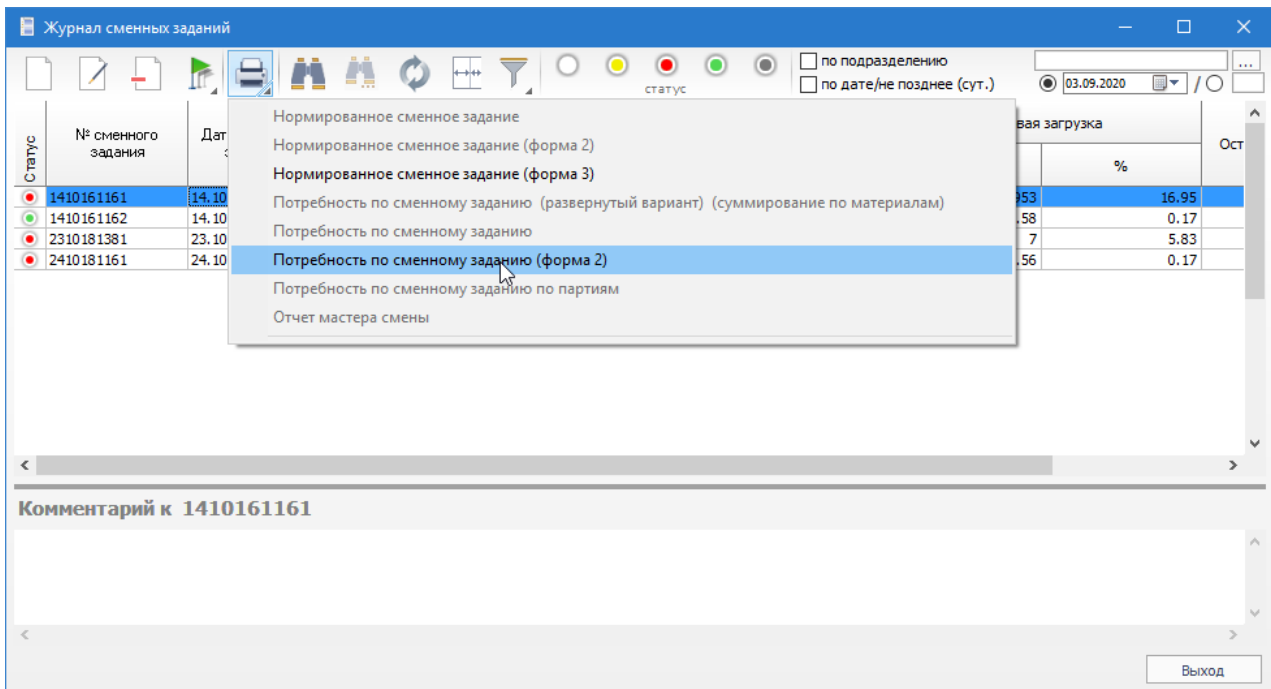 Журнал сменных заданий
по подразделению
...
статус
по дате/не позднее (сут.)
03.09.2020
/
Статус
№ сменного
задания
Дат
вая загрузка
%
Ост
Нормированное сменное задание
Нормированное сменное задание (форма 2)
Нормированное сменное задание (форма 3)
Потребность по сменному заданию (развернутый вариант) (суммирование по материалам)
Потребность по сменному заданию
Потребность по сменному заданию (форма 2)
Потребность по сменному заданию по партиям
Отчет мастера смены
1410161161 14.10 953 16.95
1410161162 14.10 .58 0.17
2310181381 23.10 7 5.83
2410181161 24.10 .56 0.17
Комментарий к 1410161161
Выход